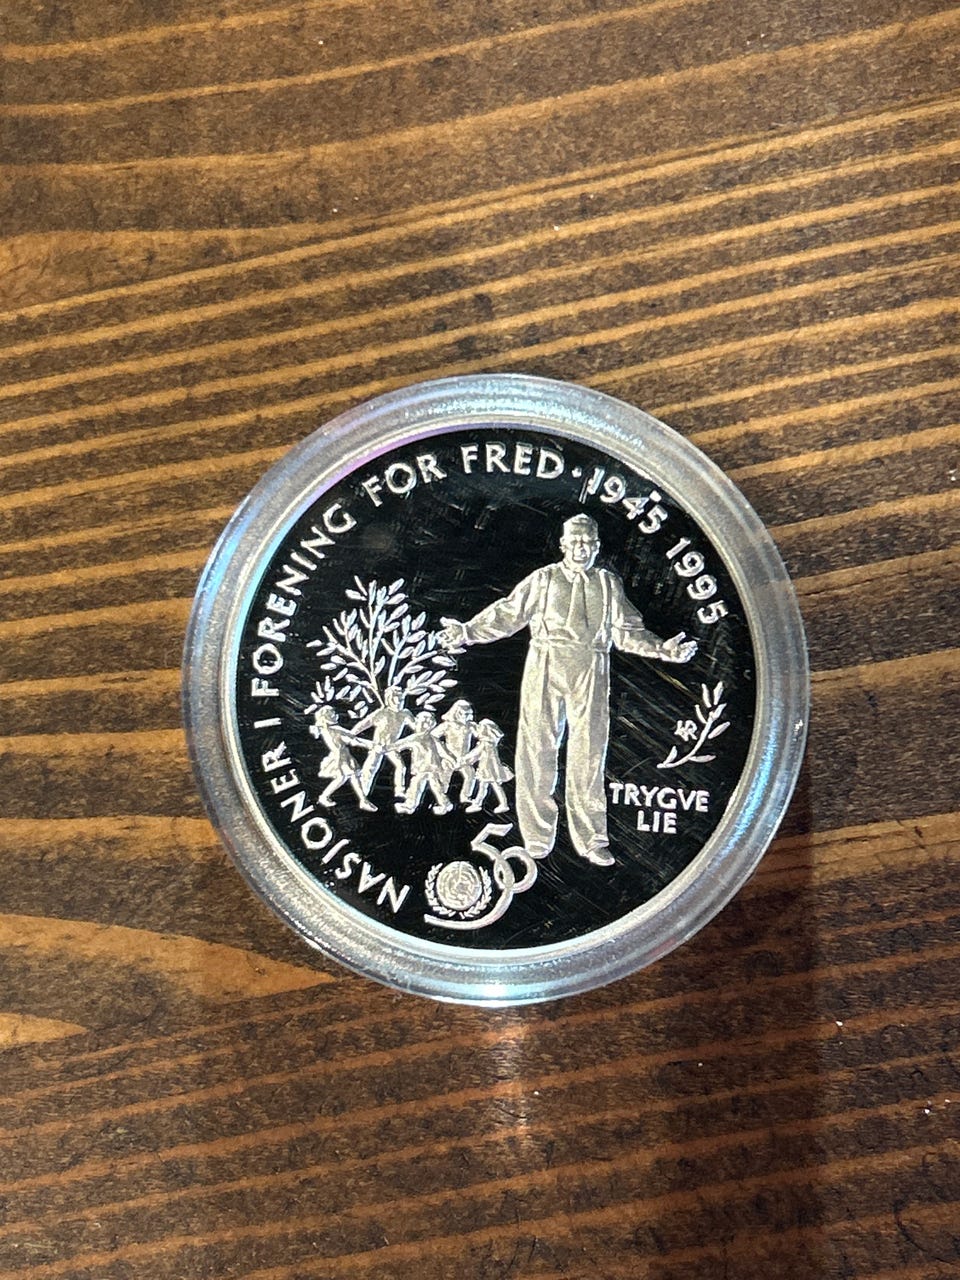 NASJONER I FORENING FOR FRED · 1945 1995
TRYGVE
LIE
50